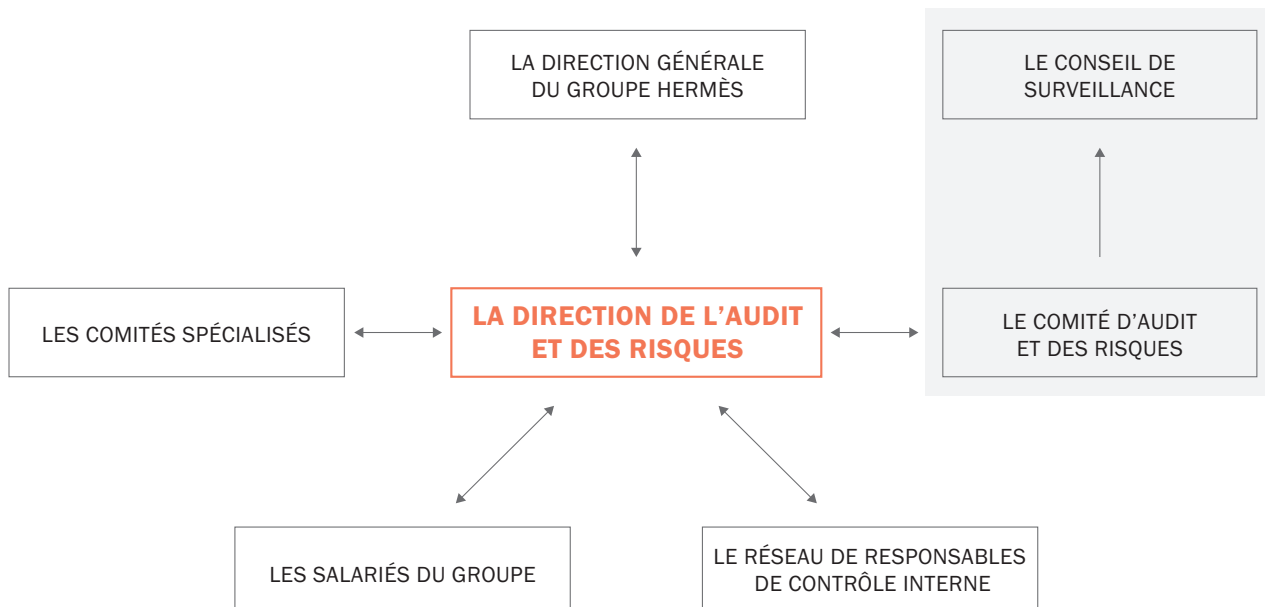 LA DIRECTION GÉNÉRALE
DU GROUPE HERMÈS
LE CONSEIL DE
SURVEILLANCE
LES COMITÉS SPÉCIALISÉS
LA DIRECTION DE L’AUDIT
ET DES RISQUES
LE COMITÉ D’AUDIT
ET DES RISQUES
LES SALARIÉS DU GROUPE
LE RÉSEAU DE RESPONSABLES
DE CONTRÔLE INTERNE